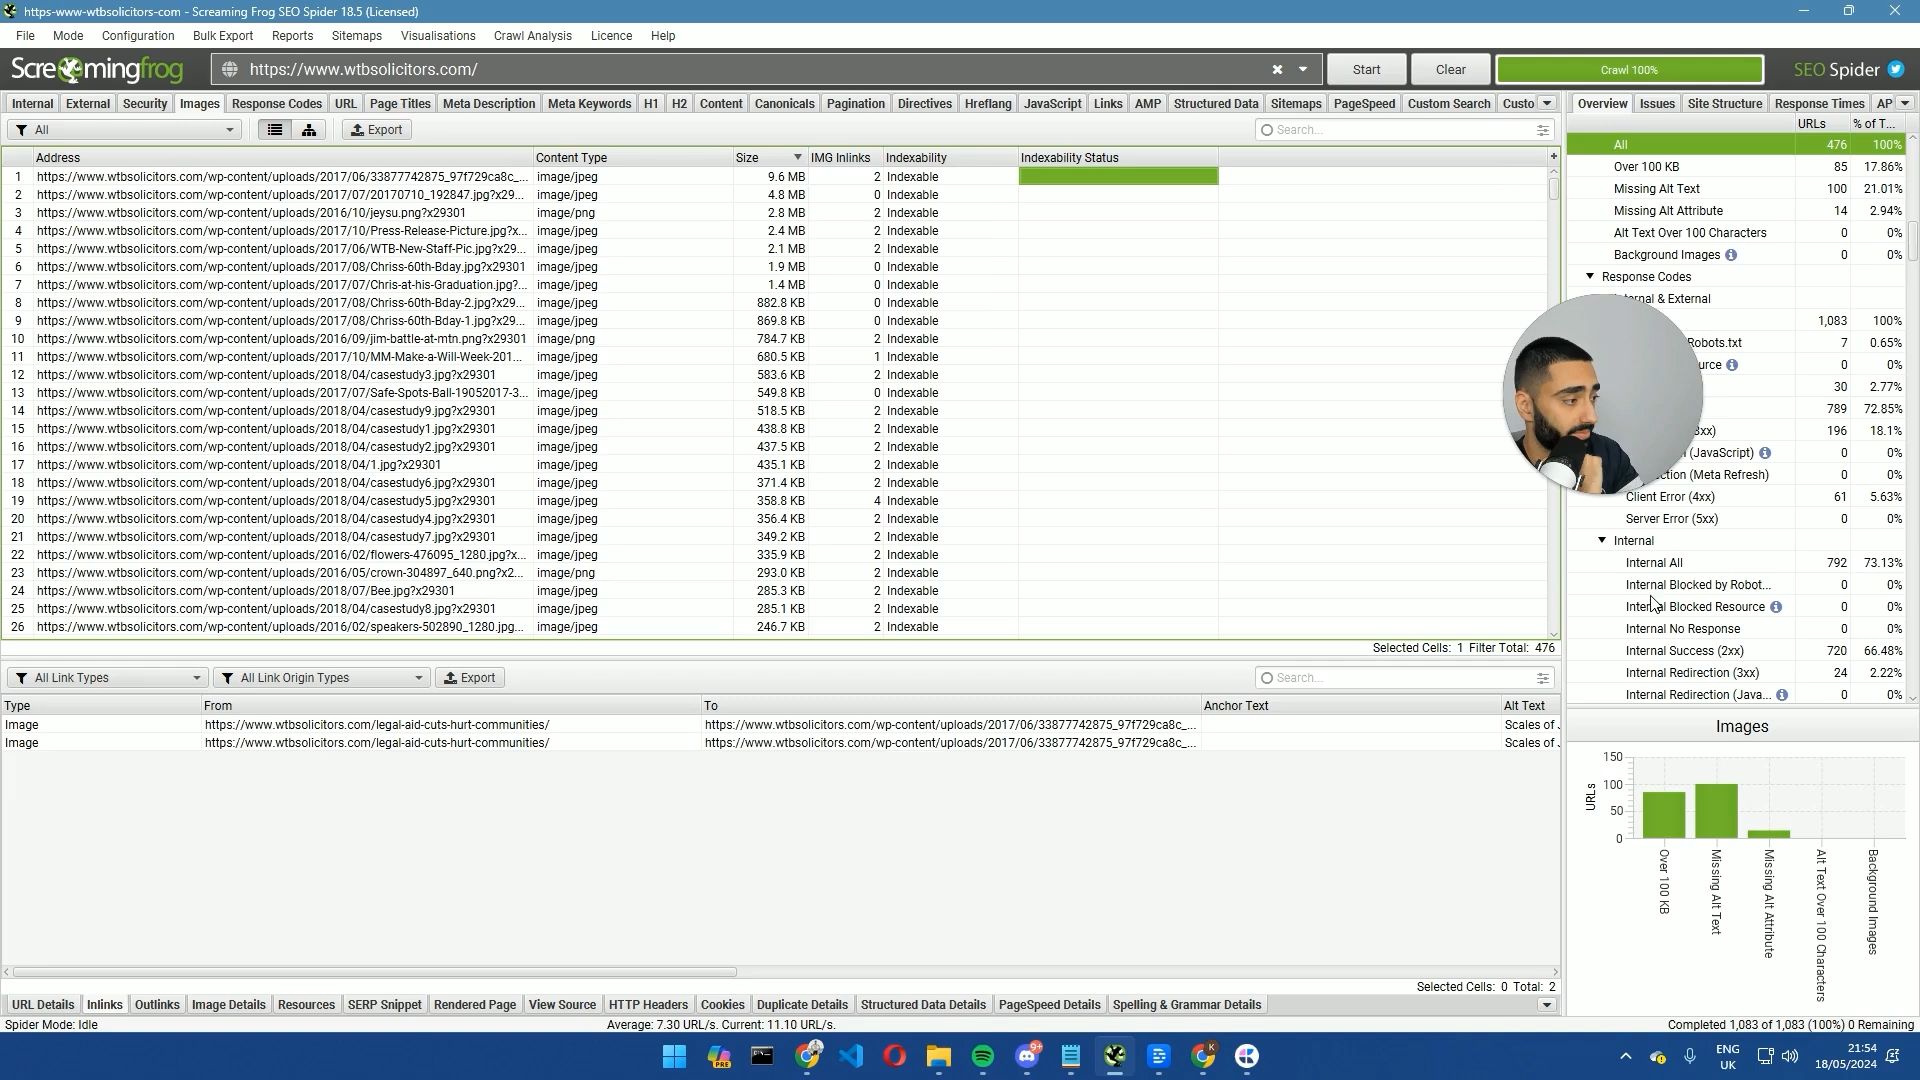 https-www-wtbsolicitors-com - Screaming Frog SEO Spider 18.5 (Licensed)
File Mode Configuration Bulk Export Reports Sitemaps Visualisations Crawl Analysis Licence Help
Screamingfrog https://www.wtbsolicitors.com/ Start Clear Crawl 100% SEO Spider
Internal External Security Images Response Codes URL Page Titles Meta Description Meta Keywords H1 H2 Content Canonicals Pagination Directives Hreflang JavaScript Links AMP Structured Data Sitemaps PageSpeed Custom Search Custo
All Export Search...
Address Content Type Size IMG Inlinks Indexability Indexability Status
1 https://www.wtbsolicitors.com/wp-content/uploads/2017/06/33877742875_97f729ca8c_... image/jpeg 9.6 MB 2 Indexable
2 https://www.wtbsolicitors.com/wp-content/uploads/2017/07/20170710_192847.jpg?x29... image/jpeg 4.8 MB 0 Indexable
3 https://www.wtbsolicitors.com/wp-content/uploads/2016/10/jeysu.png?x29301 image/png 2.8 MB 2 Indexable
4 https://www.wtbsolicitors.com/wp-content/uploads/2017/10/Press-Release-Picture.jpg?x... image/jpeg 2.4 MB 2 Indexable
5 https://www.wtbsolicitors.com/wp-content/uploads/2017/06/WTB-New-Staff-Pic.jpg?x29... image/jpeg 2.1 MB 2 Indexable
6 https://www.wtbsolicitors.com/wp-content/uploads/2017/08/Chriss-60th-Bday.jpg?x29301 image/jpeg 1.9 MB 0 Indexable
7 https://www.wtbsolicitors.com/wp-content/uploads/2017/07/Chris-at-his-Graduation.jpg?... image/jpeg 1.4 MB 0 Indexable
8 https://www.wtbsolicitors.com/wp-content/uploads/2017/08/Chriss-60th-Bday-2.jpg?x29... image/jpeg 882.8 KB 0 Indexable
9 https://www.wtbsolicitors.com/wp-content/uploads/2017/08/Chriss-60th-Bday-1.jpg?x29... image/jpeg 869.8 KB 0 Indexable
10 https://www.wtbsolicitors.com/wp-content/uploads/2016/09/jim-battle-at-mtn.png?x29301 image/png 784.7 KB 2 Indexable
11 https://www.wtbsolicitors.com/wp-content/uploads/2017/10/MM-Make-a-Will-Week-201... image/jpeg 680.5 KB 1 Indexable
12 https://www.wtbsolicitors.com/wp-content/uploads/2018/04/casestudy3.jpg?x29301 image/jpeg 583.6 KB 2 Indexable
13 https://www.wtbsolicitors.com/wp-content/uploads/2017/07/Safe-Spots-Ball-19052017-3... image/jpeg 549.8 KB 0 Indexable
14 https://www.wtbsolicitors.com/wp-content/uploads/2018/04/casestudy9.jpg?x29301 image/jpeg 518.5 KB 2 Indexable
15 https://www.wtbsolicitors.com/wp-content/uploads/2018/04/casestudy1.jpg?x29301 image/jpeg 438.8 KB 2 Indexable
16 https://www.wtbsolicitors.com/wp-content/uploads/2018/04/casestudy2.jpg?x29301 image/jpeg 437.5 KB 2 Indexable
17 https://www.wtbsolicitors.com/wp-content/uploads/2018/04/1.jpg?x29301 image/jpeg 435.1 KB 2 Indexable
18 https://www.wtbsolicitors.com/wp-content/uploads/2018/04/casestudy6.jpg?x29301 image/jpeg 371.4 KB 2 Indexable
19 https://www.wtbsolicitors.com/wp-content/uploads/2018/04/casestudy5.jpg?x29301 image/jpeg 358.8 KB 4 Indexable
20 https://www.wtbsolicitors.com/wp-content/uploads/2018/04/casestudy4.jpg?x29301 image/jpeg 356.4 KB 2 Indexable
21 https://www.wtbsolicitors.com/wp-content/uploads/2018/04/casestudy7.jpg?x29301 image/jpeg 349.2 KB 2 Indexable
22 https://www.wtbsolicitors.com/wp-content/uploads/2016/02/flowers-476095_1280.jpg?x... image/jpeg 335.9 KB 2 Indexable
23 https://www.wtbsolicitors.com/wp-content/uploads/2016/05/crown-304897_640.png?x2... image/png 293.0 KB 2 Indexable
24 https://www.wtbsolicitors.com/wp-content/uploads/2018/07/Bee.jpg?x29301 image/jpeg 285.3 KB 2 Indexable
25 https://www.wtbsolicitors.com/wp-content/uploads/2018/04/casestudy8.jpg?x29301 image/jpeg 285.1 KB 2 Indexable
26 https://www.wtbsolicitors.com/wp-content/uploads/2016/02/speakers-502890_1280.jpg... image/jpeg 246.7 KB 2 Indexable
Selected Cells: 1 Filter Total: 476
All Link Types All Link Origin Types Export Search...
Type From To Anchor Text Alt Text
Image https://www.wtbsolicitors.com/legal-aid-cuts-hurt-communities/ https://www.wtbsolicitors.com/wp-content/uploads/2017/06/33877742875_97f729ca8c_... Scales of
Image https://www.wtbsolicitors.com/legal-aid-cuts-hurt-communities/ https://www.wtbsolicitors.com/wp-content/uploads/2017/06/33877742875_97f729ca8c_... Scales of
Selected Cells: 0 Total: 2
URL Details Inlinks Outlinks Image Details Resources SERP Snippet Rendered Page View Source HTTP Headers Cookies Duplicate Details Structured Data Details PageSpeed Details Spelling & Grammar Details
Overview Issues Site Structure Response Times AP
URLs % of T...
All 476 100%
Over 100 KB 85 17.86%
Missing Alt Text 100 21.01%
Missing Alt Attribute 14 2.94%
Alt Text Over 100 Characters 0 0%
Background Images 0 0%
Response Codes
ternal & External
1,083 100%
Robots.txt 7 0.65%
urce 0 0%
30 2.77%
789 72.85%
3xx) 196 18.1%
(JavaScript) 0 0%
ction (Meta Refresh) 0 0%
Client Error (4xx) 61 5.63%
Server Error (5xx) 0 0%
Internal
Internal All 792 73.13%
Internal Blocked by Robot... 0 0%
Internal Blocked Resource 0 0%
Internal No Response 0 0%
Internal Success (2xx) 720 66.48%
Internal Redirection (3xx) 24 2.22%
Internal Redirection (Java... 0 0%
Images
150
100
50
0
URLs
Over 100 KB
Missing Alt Text
Missing Alt Attribute
Alt Text Over 100 Characters
Background Images
Spider Mode: Idle Average: 7.30 URL/s. Current: 11.10 URL/s. Completed 1,083 of 1,083 (100%) 0 Remaining
PRE 9+ K ENG UK 21:54 18/05/2024